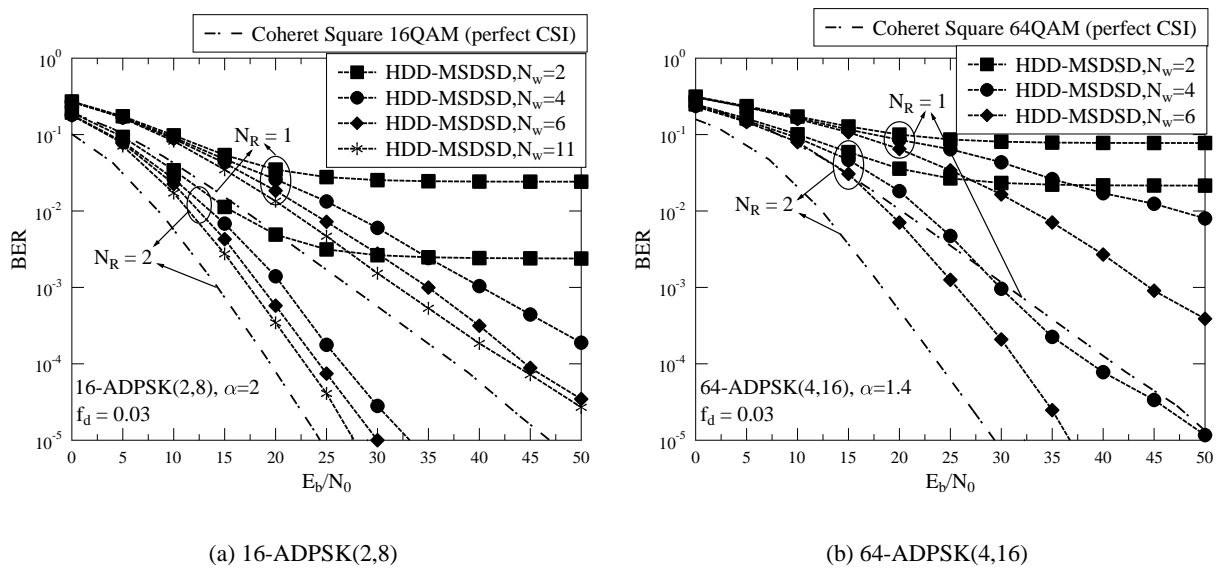 Coheret Square 16QAM (perfect CSI)
HDD-MSDSD,N_w=2
HDD-MSDSD,N_w=4
HDD-MSDSD,N_w=6
HDD-MSDSD,N_w=11
10^0
10^-1
10^-2
10^-3
10^-4
10^-5
BER
N_R = 1
N_R = 2
16-ADPSK(2,8), α=2
f_d = 0.03
0 5 10 15 20 25 30 35 40 45 50
E_b/N_0
(a) 16-ADPSK(2,8)
Coheret Square 64QAM (perfect CSI)
HDD-MSDSD,N_w=2
HDD-MSDSD,N_w=4
HDD-MSDSD,N_w=6
10^0
10^-1
10^-2
10^-3
10^-4
10^-5
BER
N_R = 1
N_R = 2
64-ADPSK(4,16), α=1.4
f_d = 0.03
0 5 10 15 20 25 30 35 40 45 50
E_b/N_0
(b) 64-ADPSK(4,16)